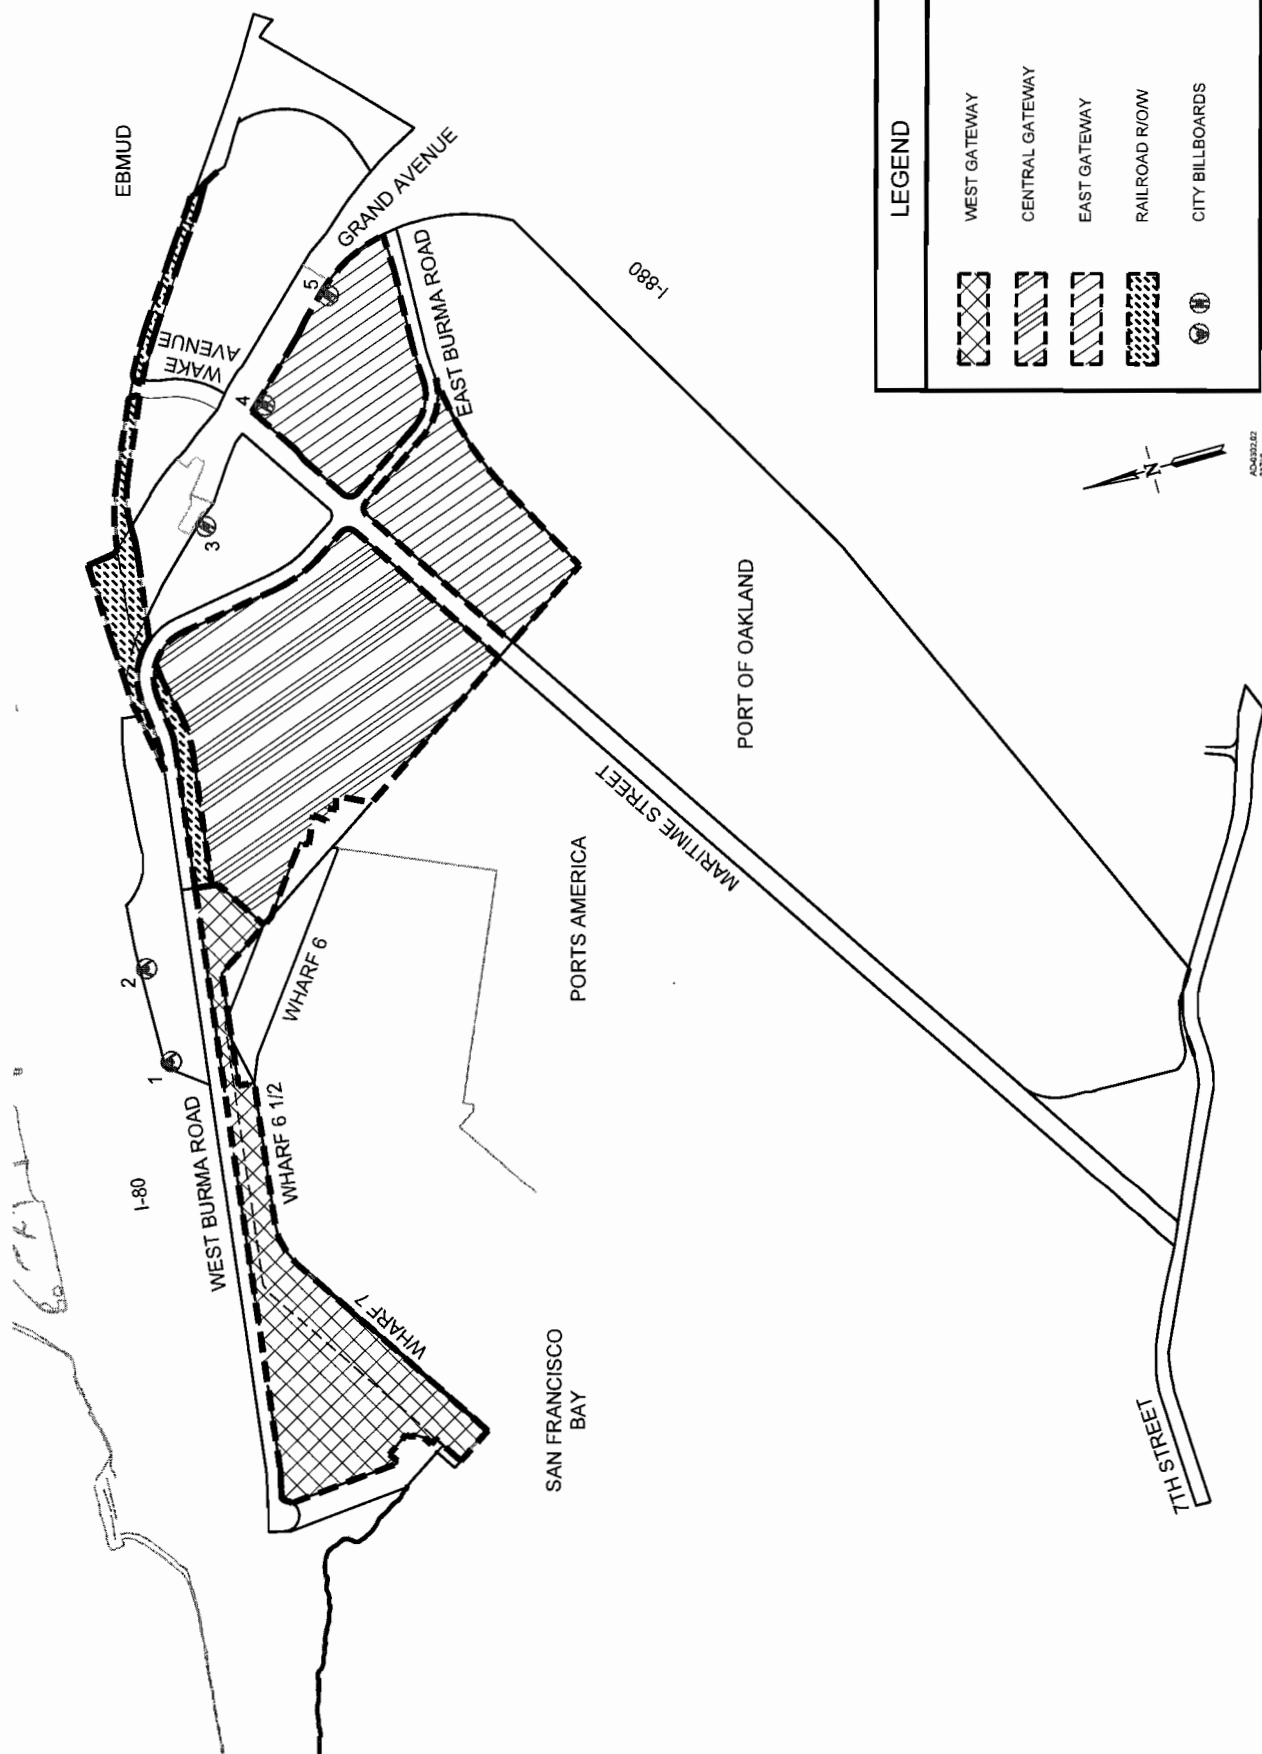 EBMUD
I-80
WEST BURMA ROAD
1
2
3
4
5
WAKE
AVENUE
GRAND AVENUE
EAST BURMA ROAD
I-880
WHARF 6
WHARF 6 1/2
WHARF 7
SAN FRANCISCO
BAY
PORTS AMERICA
PORT OF OAKLAND
MARITIME STREET
7TH STREET
N
LEGEND
WEST GATEWAY
CENTRAL GATEWAY
EAST GATEWAY
RAILROAD R/O/W
CITY BILLBOARDS